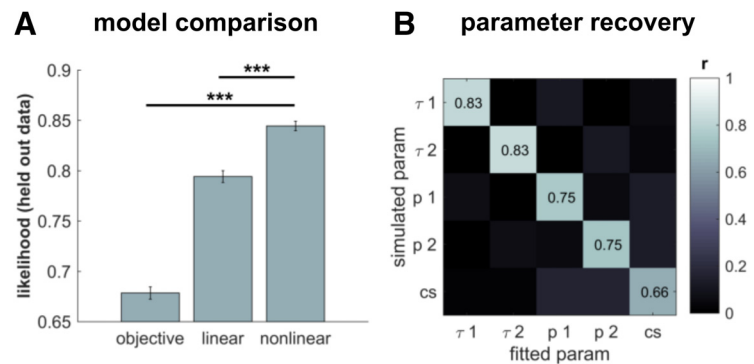 A model comparison
***
***
likelihood (held out data)
0.9
0.85
0.8
0.75
0.7
0.65
objective linear nonlinear
B parameter recovery
simulated param
τ 1
τ 2
p 1
p 2
cs
0.83
0.83
0.75
0.75
0.66
τ 1 τ 2 p 1 p 2 cs
fitted param
r
1
0.8
0.6
0.4
0.2
0